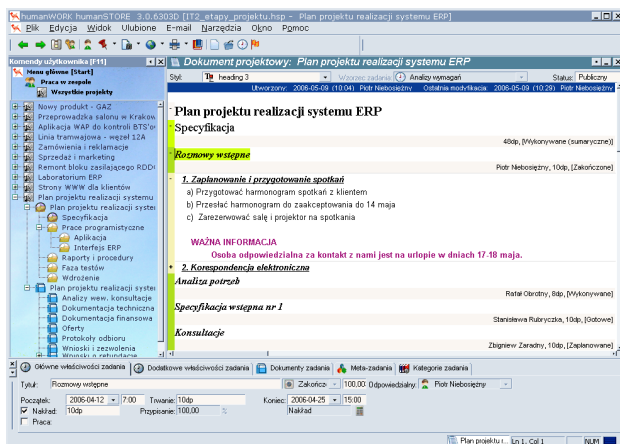 humanWORK humanSTORE 3.0.6303D [IT2_etapy_projektu.hsp - Plan projektu realizacji systemu ERP]
Plik Edycja Widok Ulubione E-mail Narzędzia Okno Pomoc
Komendy użytkownika [F11]
Menu główne [Start]
Praca w zespole
Wszystkie projekty
Nowy produkt - GAZ
Przeprowadzka salonu w Krakow
Aplikacja WAP do kontroli BTS'ó
Linia tramwajowa - węzeł 12A
Zamówienia i reklamacje
Sprzedaż i marketing
Remont bloku zasilającego RDD
Laboratorium ERP
Strony WWW dla klientów
Plan projektu realizacji systemu
Plan projektu realizacji syste
Specyfikacja
Prace programistyczne
Aplikacja
Interfejs ERP
Raporty i procedury
Faza testów
Wdrożenie
Plan projektu realizacji syste
Analizy wew. konsultacje
Dokumentacja techniczna
Dokumentacja finansowa
Oferty
Protokoły odbioru
Wnioski i zezwolenia
Wnioski o refundacje
Dokument projektowy: Plan projektu realizacji systemu ERP
Styl: heading 3 Wzorzec zadania: Analizy wymagań Status: Publiczny
Utworzony: 2006-05-09 (10:04) Piotr Niebosiężny Ostatnia modyfikacja: 2006-05-09 (10:29) Piotr Niebosiężny
Plan projektu realizacji systemu ERP
Specyfikacja
48dp, [Wykonywane (sumaryczne)]
Rozmowy wstępne
Piotr Niebosiężny, 10dp, [Zakończone]
1. Zaplanowanie i przygotowanie spotkań
a) Przygotować harmonogram spotkań z klientem
b) Przesłać harmonogram do zaakceptowania do 14 maja
c) Zarezerwować salę i projektor na spotkania
WAŻNA INFORMACJA
Osoba odpowiedzialna za kontakt z nami jest na urlopie w dniach 17-18 maja.
2. Korespondencja elektroniczna
Analiza potrzeb
Rafał Obrotny, 8dp, [Wykonywane]
Specyfikacja wstępna nr 1
Stanisława Rubryczka, 10dp, [Gotowe]
Konsultacje
Zbigniew Zaradny, 10dp, [Zaplanowane]
Główne właściwości zadania Dodatkowe właściwości zadania Dokumenty zadania Meta-zadania Kategorie zadania
Tytuł: Rozmowy wstępne Zakończ 100,00 Odpowiedzialny: Piotr Niebosiężny
Początek: 2006-04-12 7:00 Trwanie: 10dp Koniec: 2006-04-25 15:00
Nakład: 10dp Przypisanie: 100,00 % Nakład
Praca:
Plan projektu r... Ln 1, Col 1 NUM